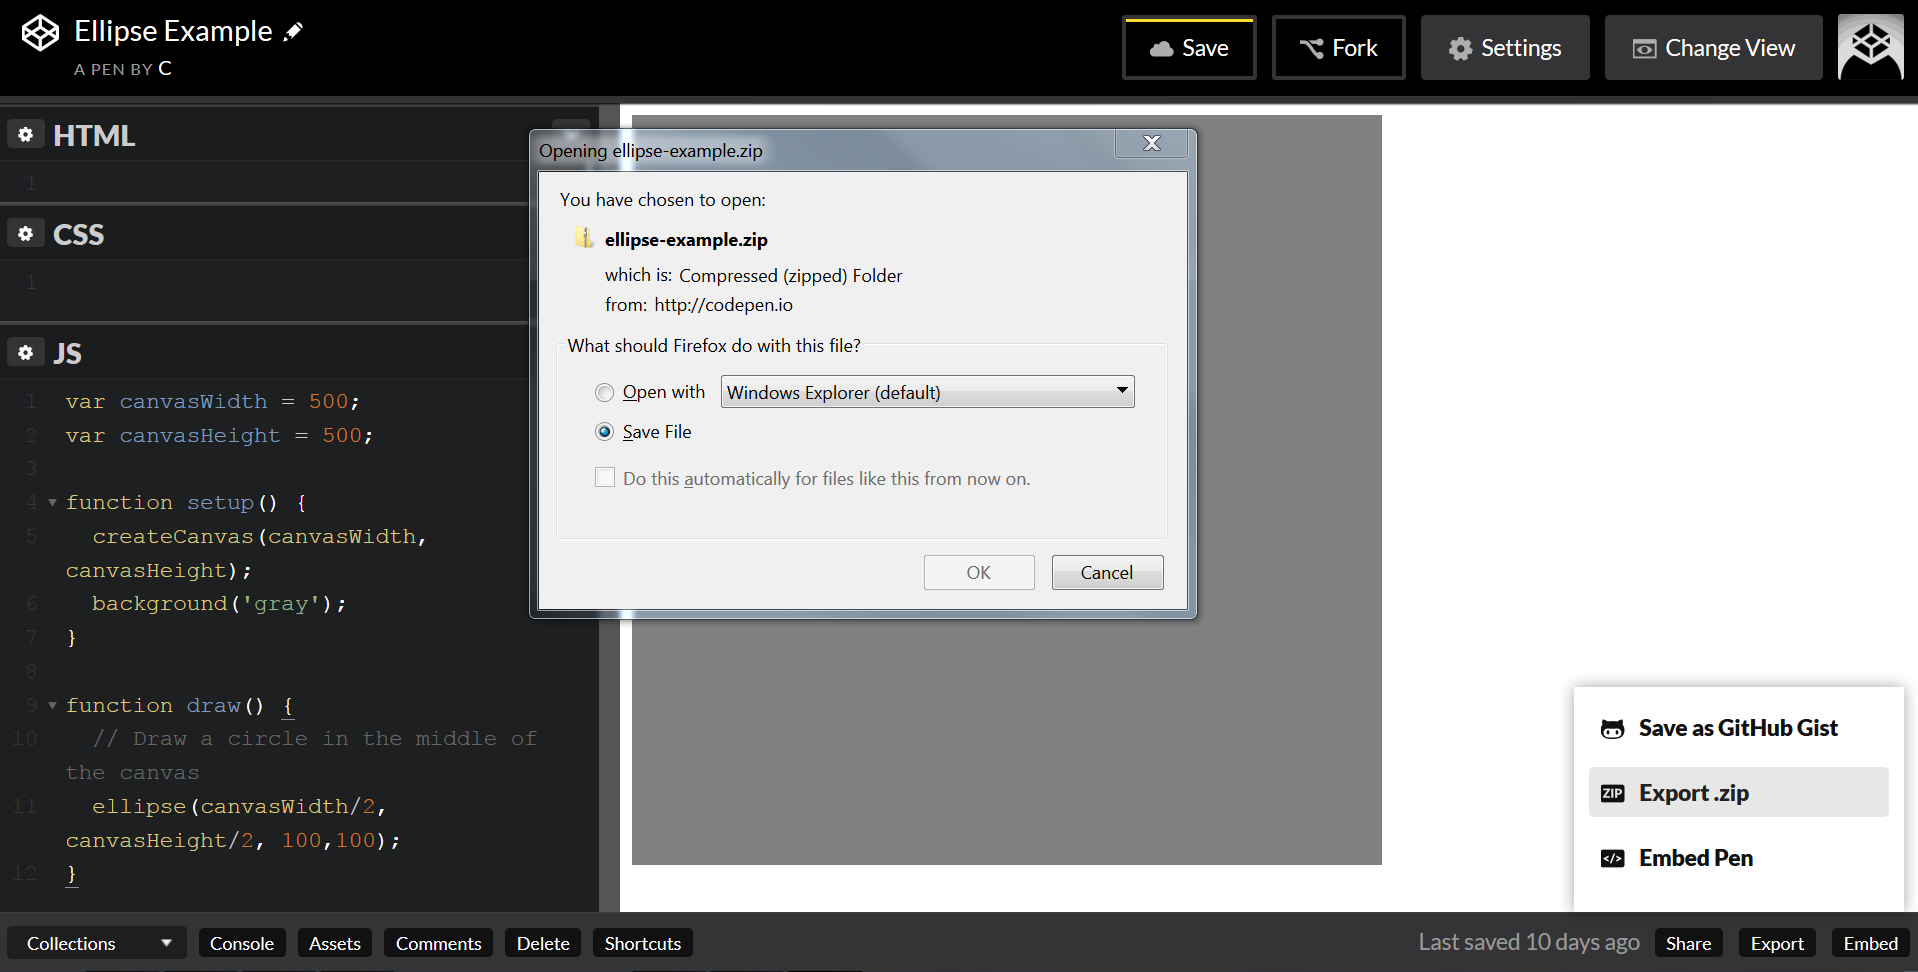 Ellipse Example
A PEN BY C
Save
Fork
Settings
Change View
HTML
1
CSS
1
JS
1 var canvasWidth = 500;
2 var canvasHeight = 500;
3
4 function setup() {
5 createCanvas(canvasWidth,
canvasHeight);
6 background('gray');
7 }
8
9 function draw() {
10 // Draw a circle in the middle of
the canvas
11 ellipse(canvasWidth/2,
canvasHeight/2, 100,100);
12 }
Opening ellipse-example.zip
X
You have chosen to open:
ellipse-example.zip
which is: Compressed (zipped) Folder
from: http://codepen.io
What should Firefox do with this file?
Open with Windows Explorer (default)
Save File
Do this automatically for files like this from now on.
OK Cancel
Save as GitHub Gist
ZIP Export .zip
</> Embed Pen
Collections Console Assets Comments Delete Shortcuts
Last saved 10 days ago Share Export Embed